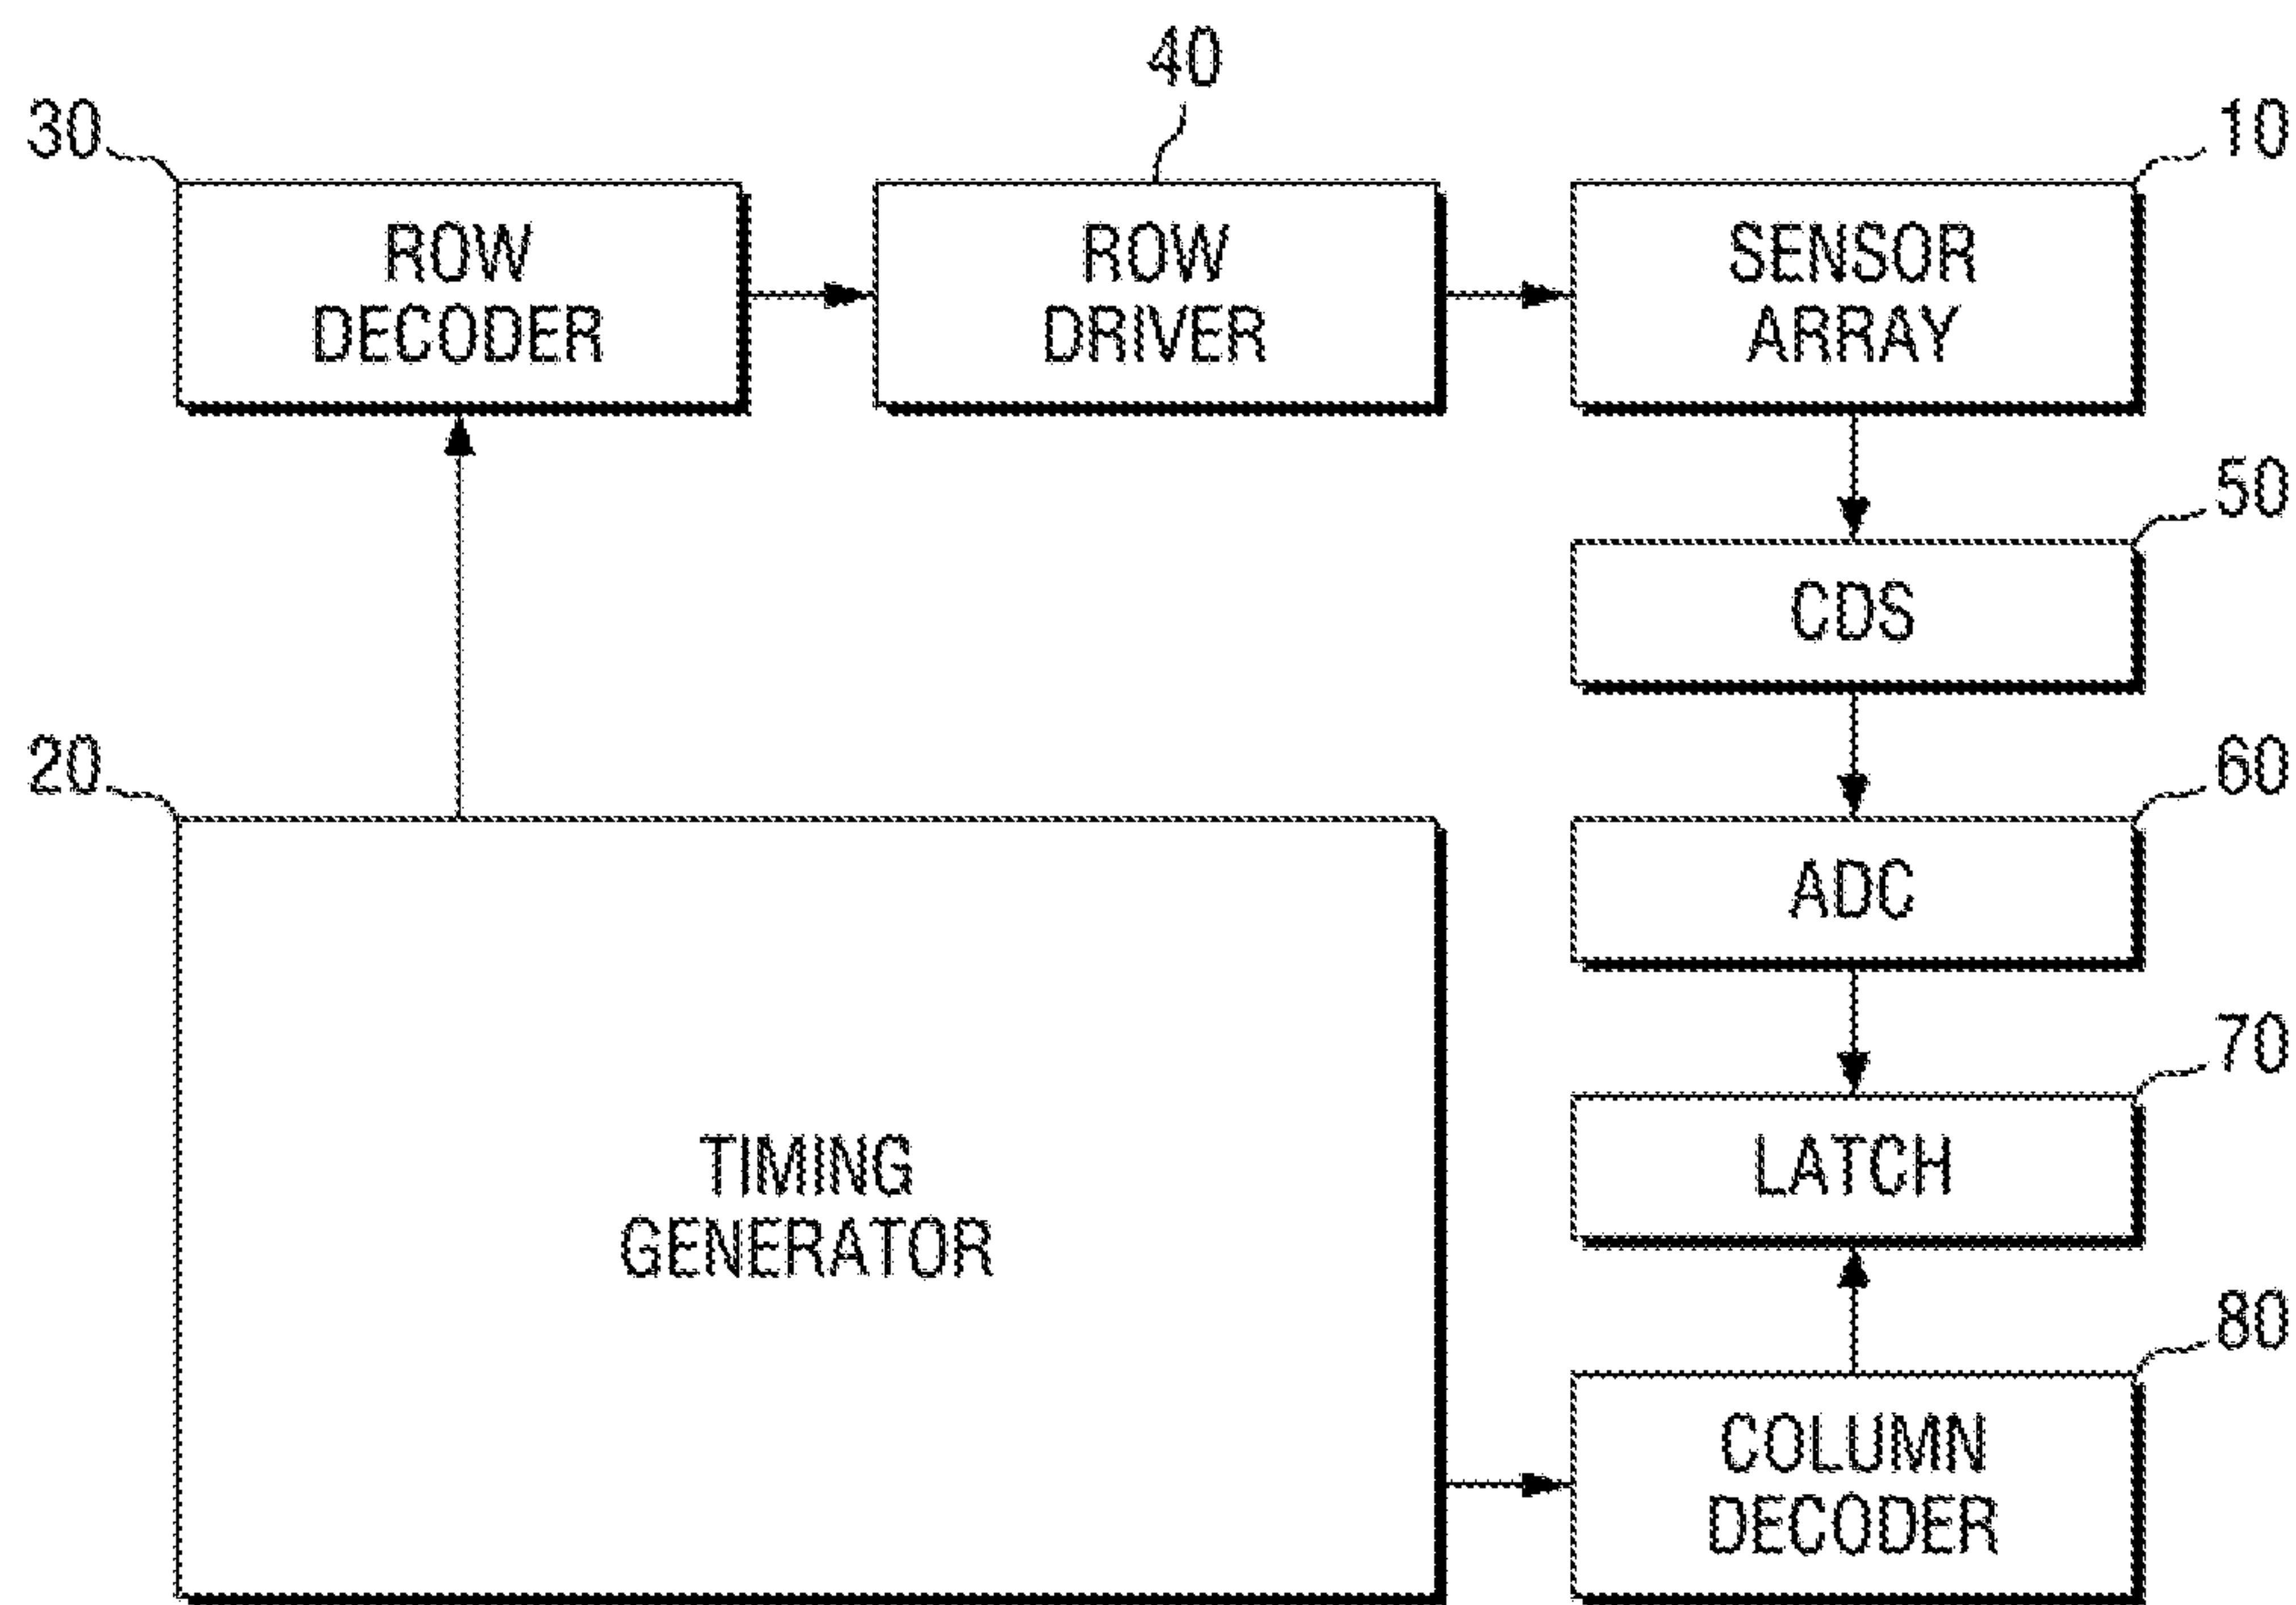 40
30
10
ROW
DECODER
ROW
DRIVER
SENSOR
ARRAY
50
CDS
20
60
ADC
70
LATCH
TIMING
GENERATOR
80
COLUMN
DECODER